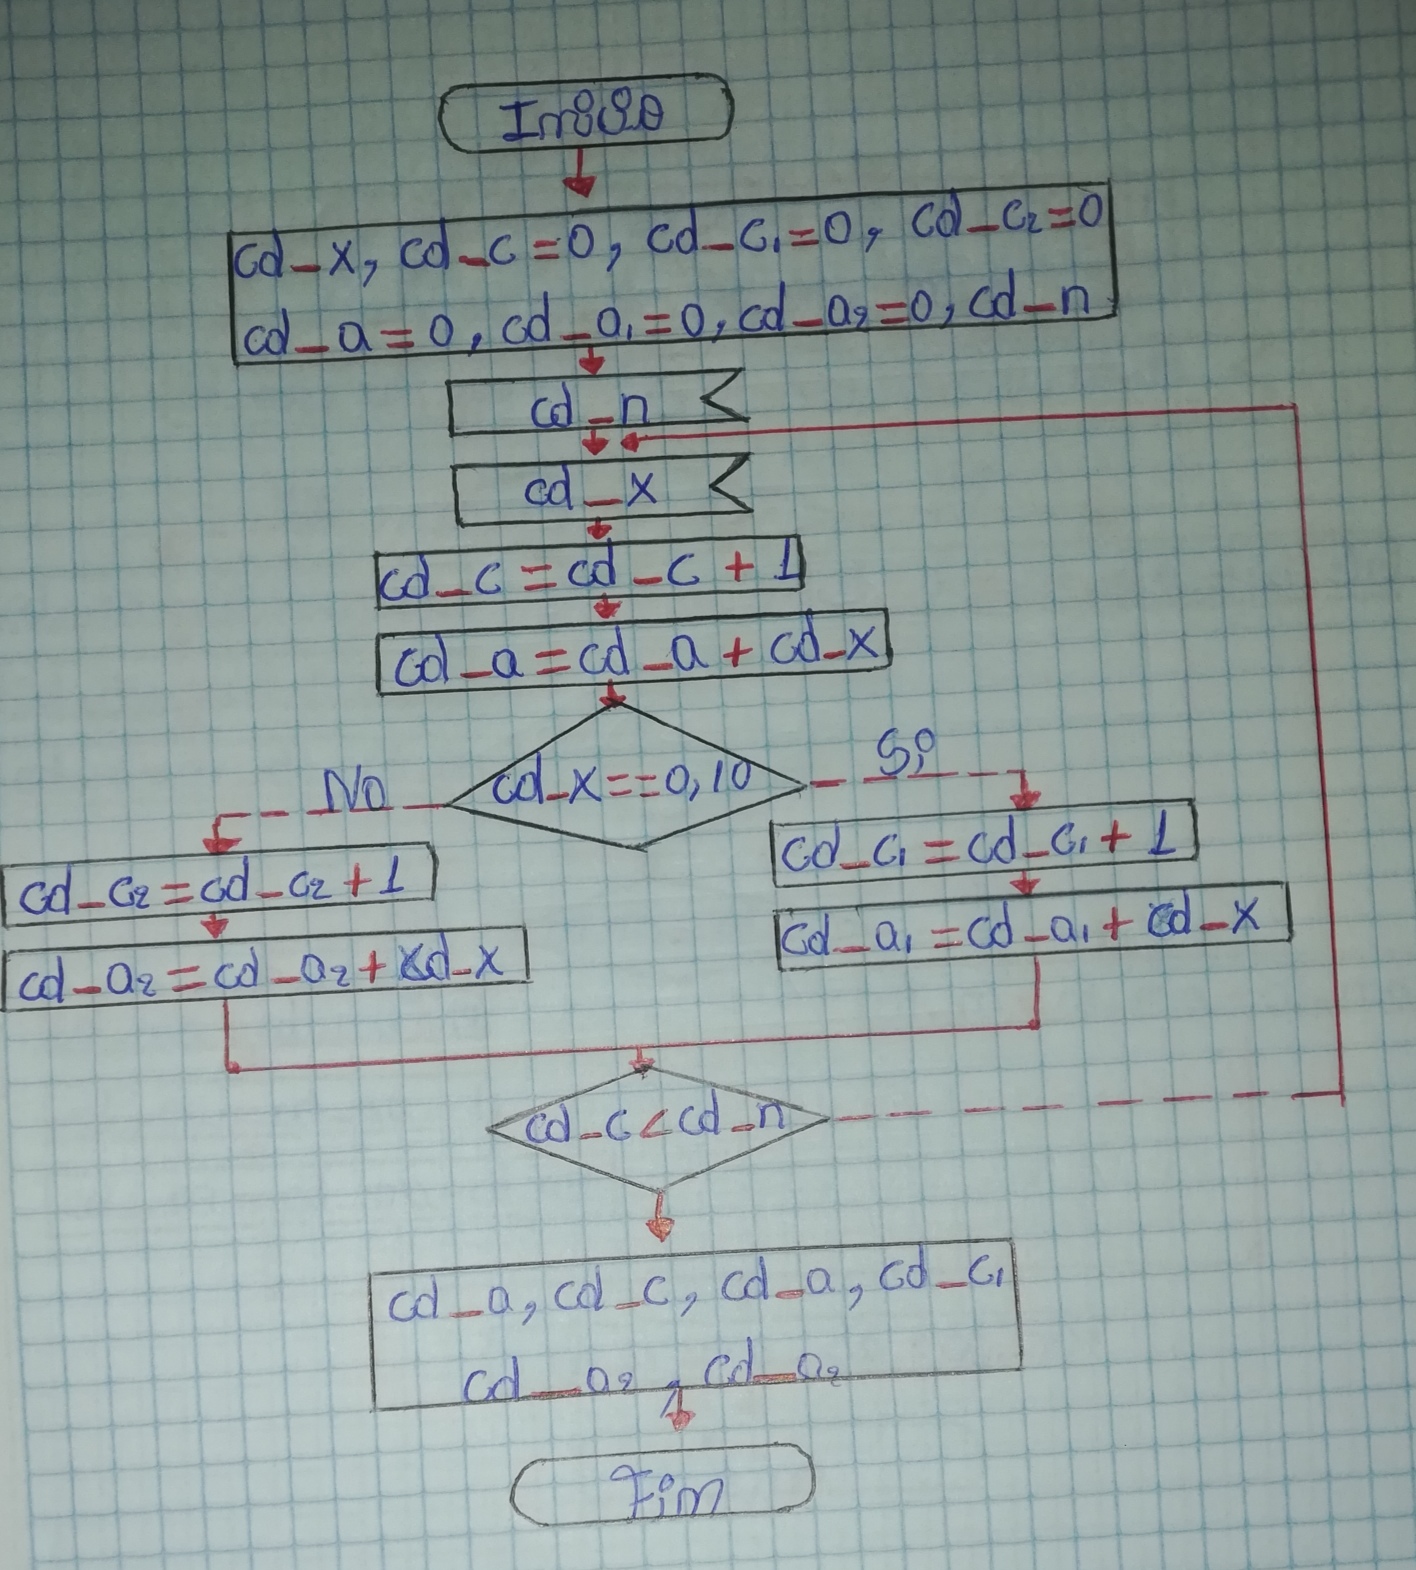 Inicio
cd_x, cd_c=0, cd_c₁=0, cd_c₂=0
cd_a=0, cd_a₁=0, cd_a₂=0, cd_n
cd_n
cd_x
cd_c=cd_c+1
cd_a=cd_a+cd_x
cd_x==0,10
No
Si
cd_c₂=cd_c₂+1
cd_a₂=cd_a₂+cd_x
cd_c₁=cd_c₁+1
cd_a₁=cd_a₁+cd_x
cd_c<cd_n
cd_a, cd_c, cd_a, cd_c₁
cd_a₂, cd_a₂
Fim